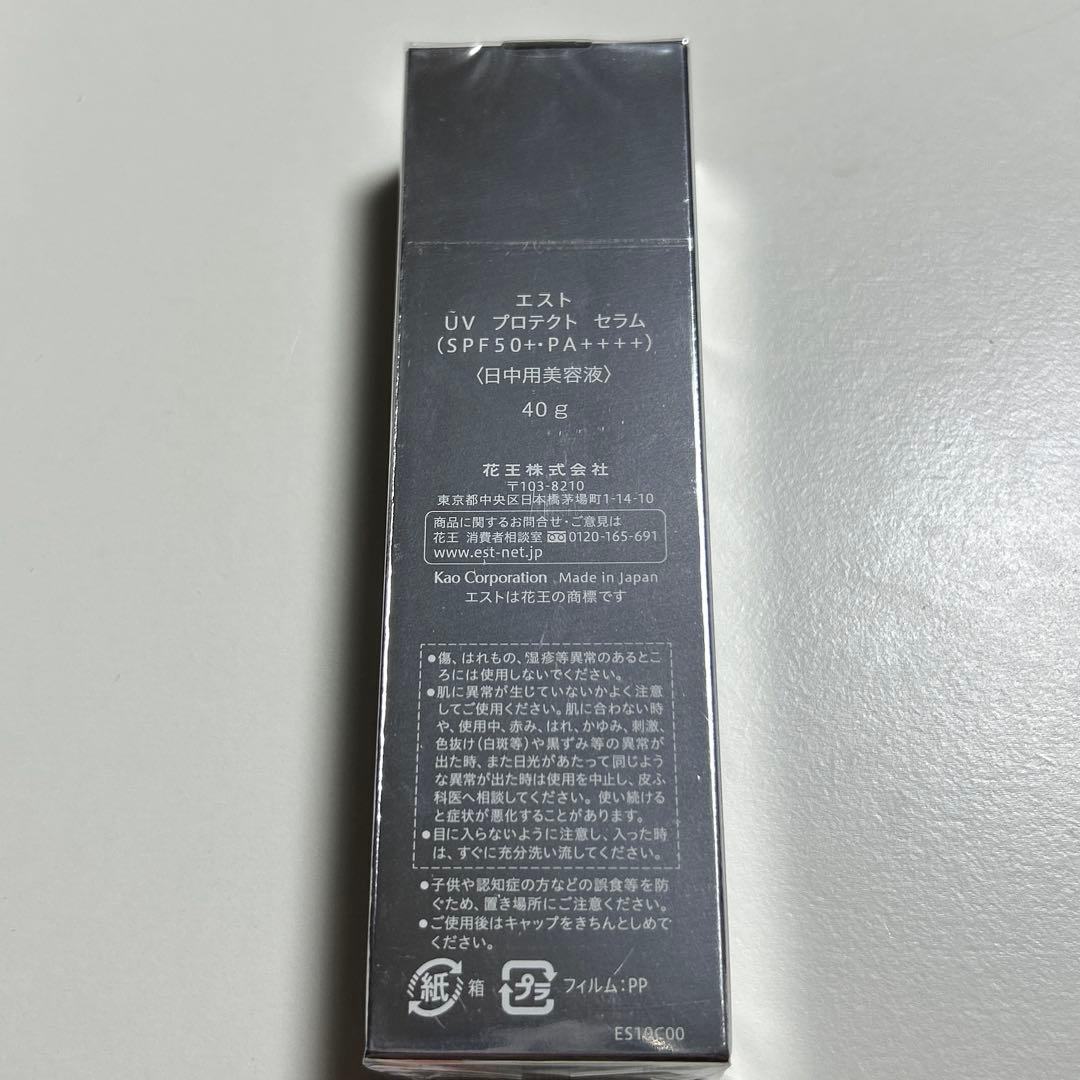 エスト
UV プロテクト セラム
(SPF50+・PA++++)
〈日中用美容液〉
40 g
花王株式会社
〒103-8210
東京都中央区日本橋茅場町1-14-10
商品に関するお問合せ・ご意見は
花王 消費者相談室 0120-165-691
www.est-net.jp
Kao Corporation Made in Japan
エストは花王の商標です
●傷、はれもの、湿疹等異常のあるとこ
ろには使用しないでください。
●肌に異常が生じていないかよく注意
してご使用ください。肌に合わない時
や、使用中、赤み、はれ、かゆみ、刺激、
色抜け(白斑等)や黒ずみ等の異常が
出た時、また日光があたって同じような異常が出た時は使用を中止し、皮ふ
科医へ相談してください。使い続ける
と症状が悪化することがあります。
●目に入らないように注意し、入った時
は、すぐに充分洗い流してください。
●子供や認知症の方などの誤食等を防
ぐため、置き場所にご注意ください。
●ご使用後はキャップをきちんとしめて
ください。
紙 箱 プラ フィルム:PP
ES10C00